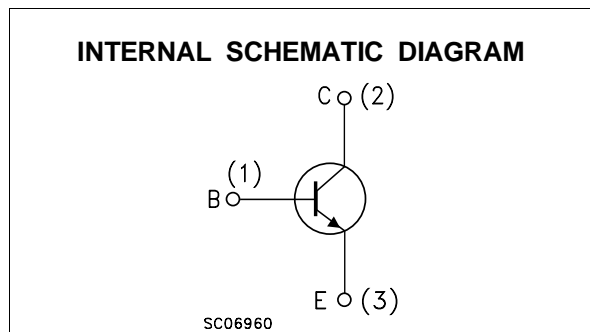 INTERNAL SCHEMATIC DIAGRAM
C (2)
(1)
B
E (3)
SC06960